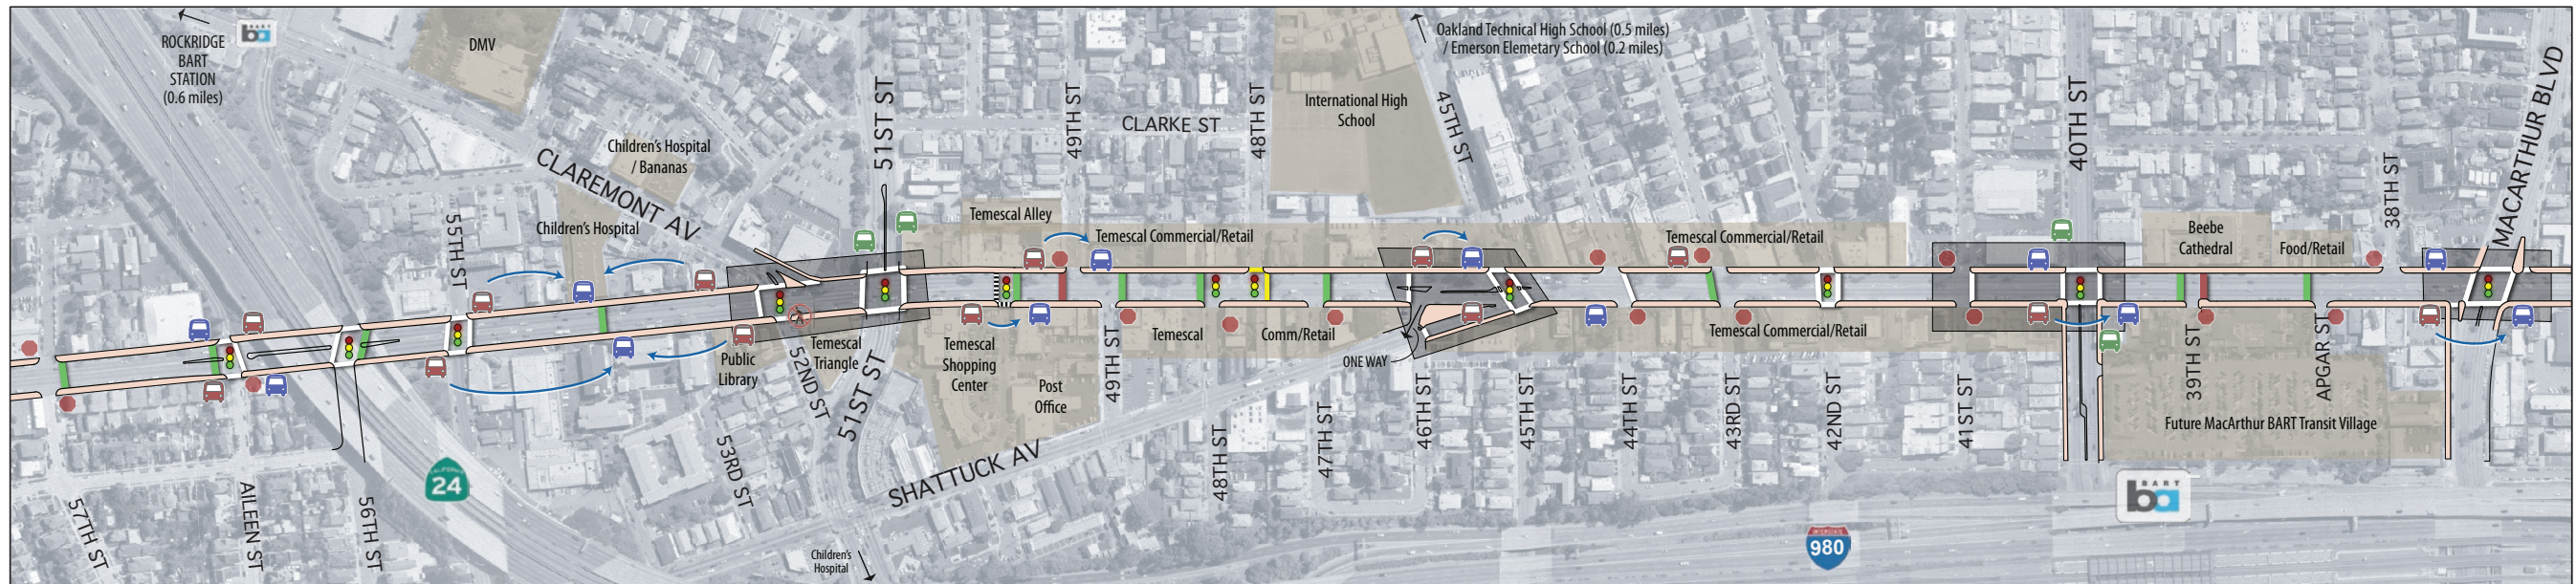 ROCKRIDGE
BART
STATION
(0.6 miles)
ba
DMV
Oakland Technical High School (0.5 miles)
/ Emerson Elemetary School (0.2 miles)
International High
School
45TH ST
51ST ST
49TH ST
CLARKE ST
48TH ST
40TH ST
38TH ST
MACARTHUR BLVD
CLAREMONT AV
Children's Hospital
/ Bananas
Children's Hospital
55TH ST
Temescal Alley
Temescal Commercial/Retail
Temescal Commercial/Retail
Beebe
Cathedral
Food/Retail
Public
Library
52ND ST
Temescal
Triangle
51ST ST
Temescal
Shopping
Center
Post
Office
49TH ST
Temescal
Comm/Retail
ONE WAY
Temescal Commercial/Retail
57TH ST
AILEEN ST
56TH ST
CALIFORNIA
24
53RD ST
Children's
Hospital
SHATTUCK AV
48TH ST
47TH ST
46TH ST
45TH ST
44TH ST
43RD ST
42ND ST
41ST ST
39TH ST
APGAR ST
Future MacArthur BART Transit Village
BART
ba
980